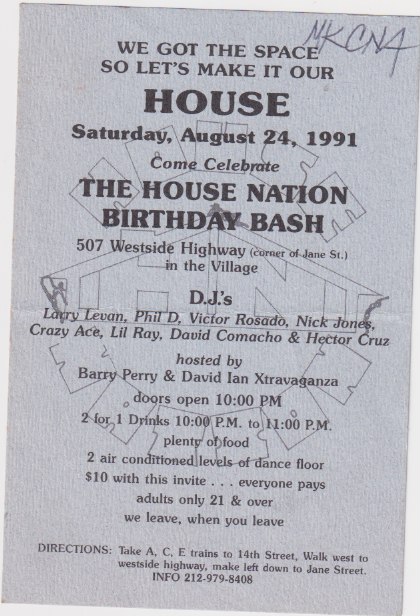 WE GOT THE SPACE
SO LET'S MAKE IT OUR
HOUSE
Saturday, August 24, 1991
Come Celebrate
THE HOUSE NATION
BIRTHDAY BASH
507 Westside Highway (corner of Jane St.)
in the Village
D.J.'s
Larry Levan, Phil D, Victor Rosado, Nick Jones,
Crazy Ace, Lil Ray, David Comacho & Hector Cruz
hosted by
Barry Perry & David Ian Xtravaganza
doors open 10:00 PM
2 for 1 Drinks 10:00 P.M. to 11:00 P.M.
plenty of food
2 air conditioned levels of dance floor
$10 with this invite . . . everyone pays
adults only 21 & over
we leave, when you leave
DIRECTIONS: Take A, C, E trains to 14th Street, Walk west to
westside highway, make left down to Jane Street.
INFO 212-979-8408